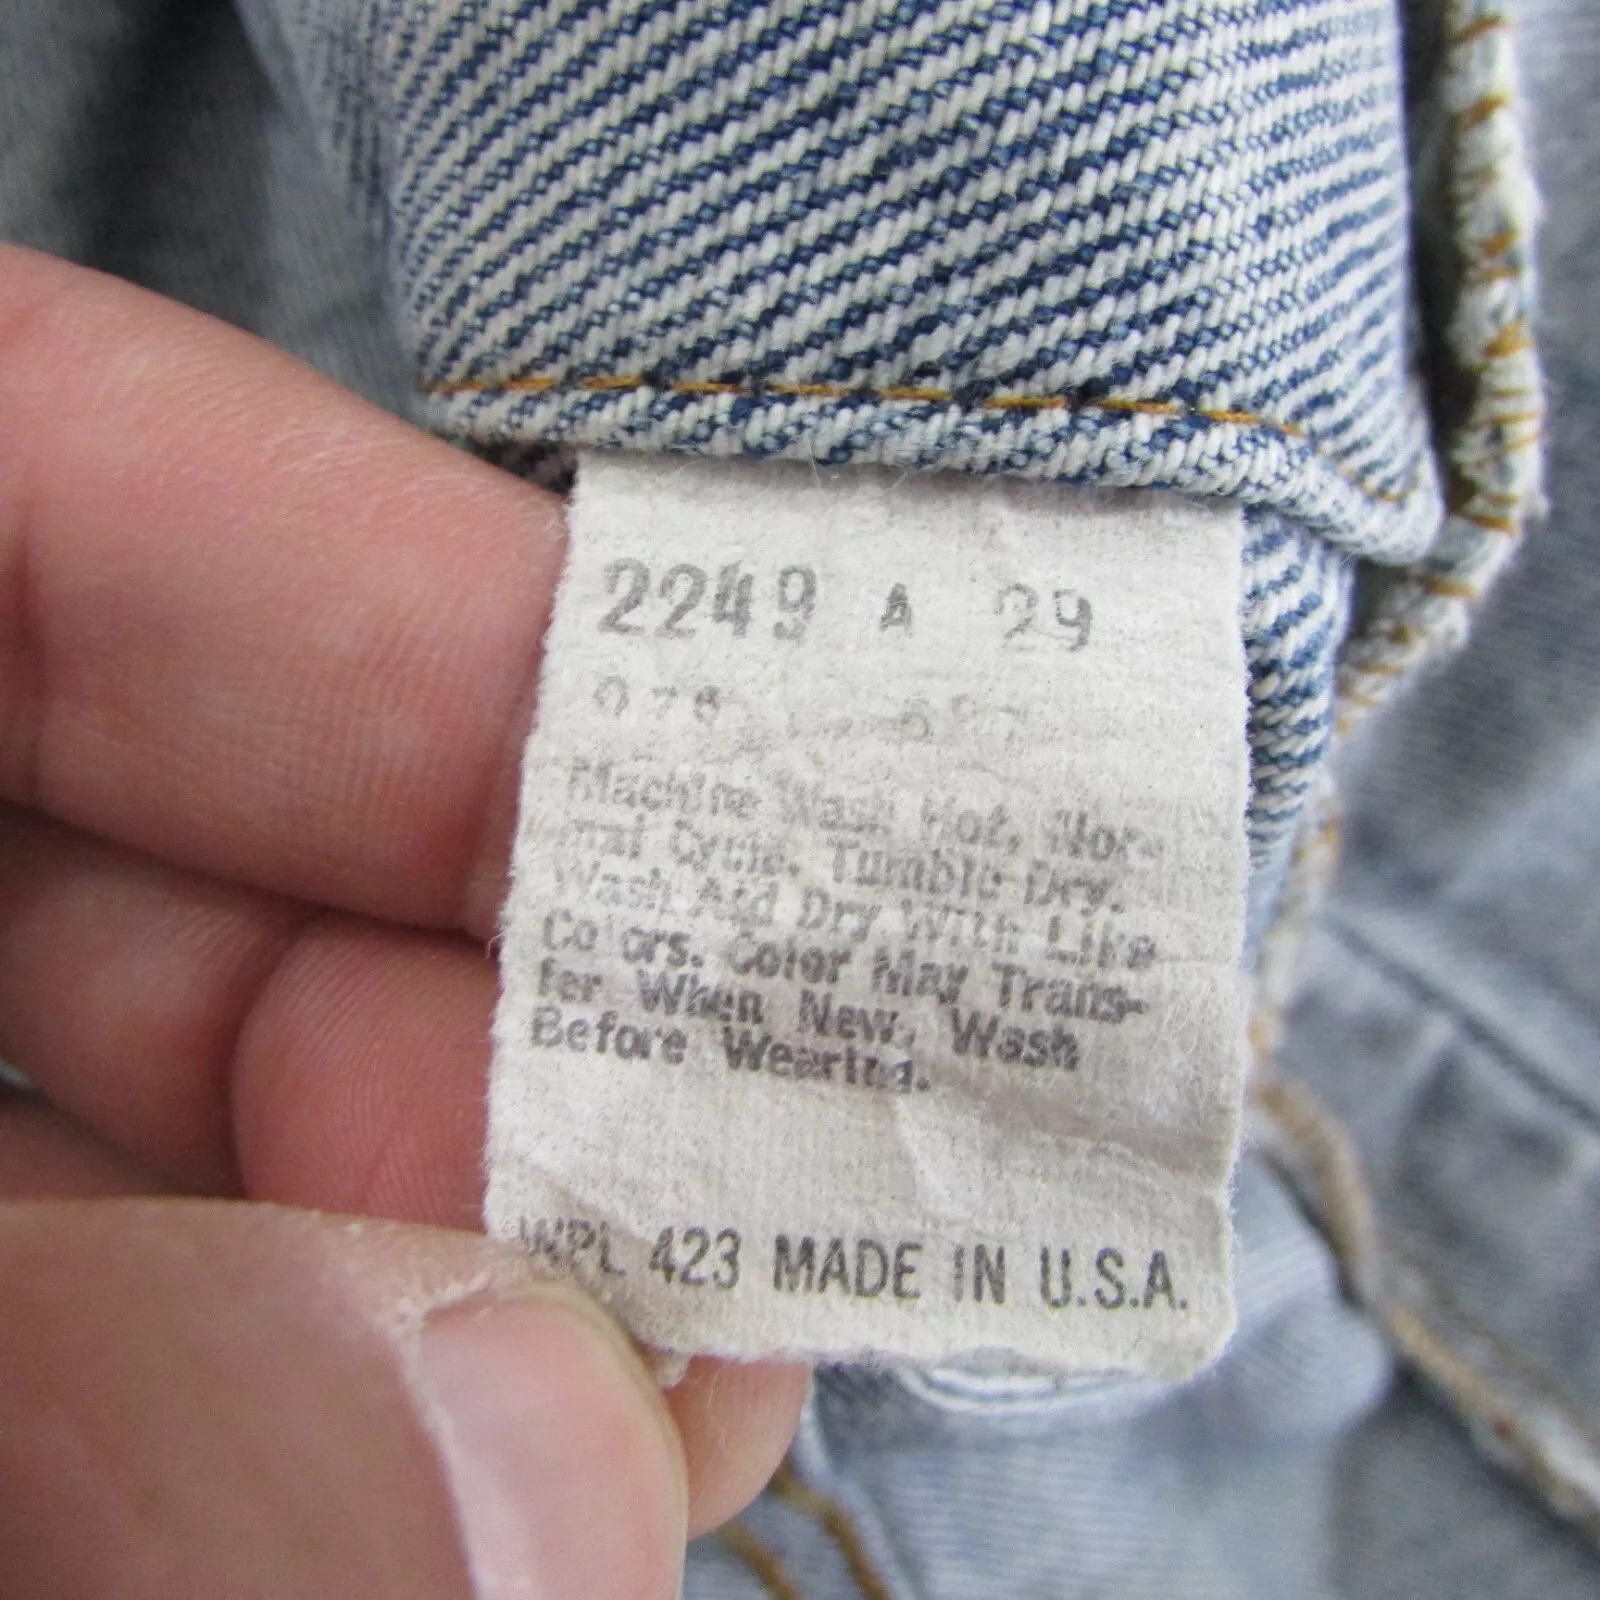 2249 A 29
Machine Wash Hot, Nor-
mal Cycle. Tumble Dry.
Wash And Dry With Like
Colors. Color May Trans-
fer When New, Wash
Before Wearing.
WPL 423 MADE IN U.S.A.